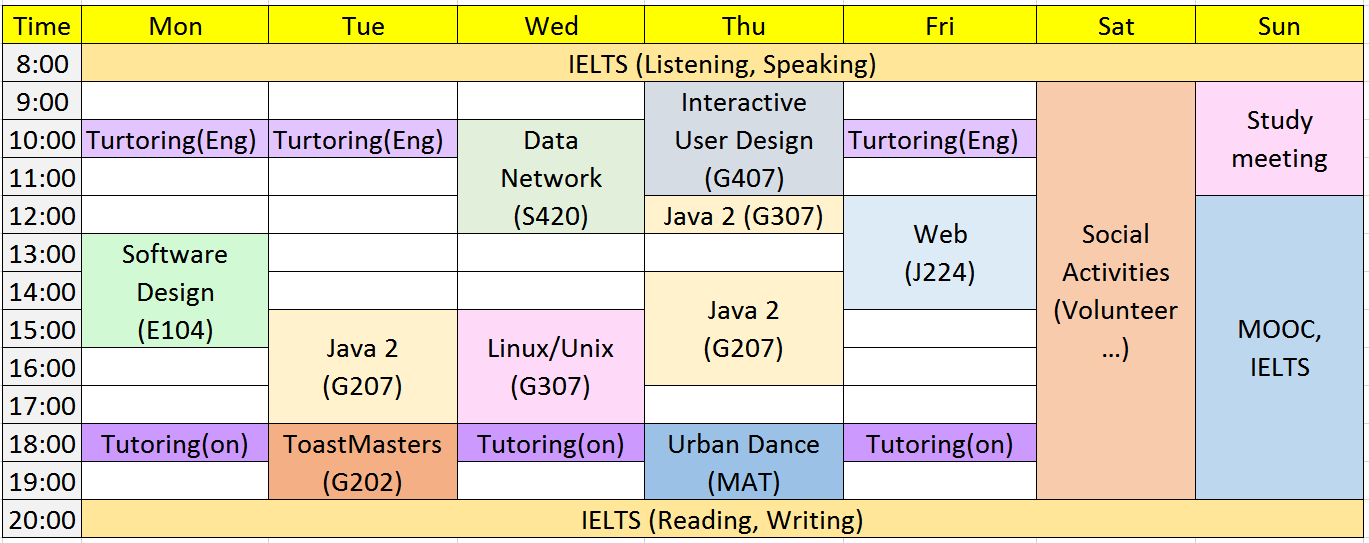 Time Mon Tue Wed Thu Fri Sat Sun
8:00 IELTS (Listening, Speaking)
9:00 Interactive
10:00 Turtoring(Eng) Turtoring(Eng) Data User Design Turtoring(Eng) Study
meeting
11:00 Network (G407)
12:00 (S420) Java 2 (G307) Web
13:00 Software Social
14:00 Design (J224) Activities
15:00 (E104) Java 2 (Volunteer MOOC,
16:00 Java 2 Linux/Unix (G207) …) IELTS
17:00 (G207) (G307)
18:00 Tutoring(on) ToastMasters Tutoring(on) Urban Dance Tutoring(on)
19:00 (G202) (MAT)
20:00 IELTS (Reading, Writing)